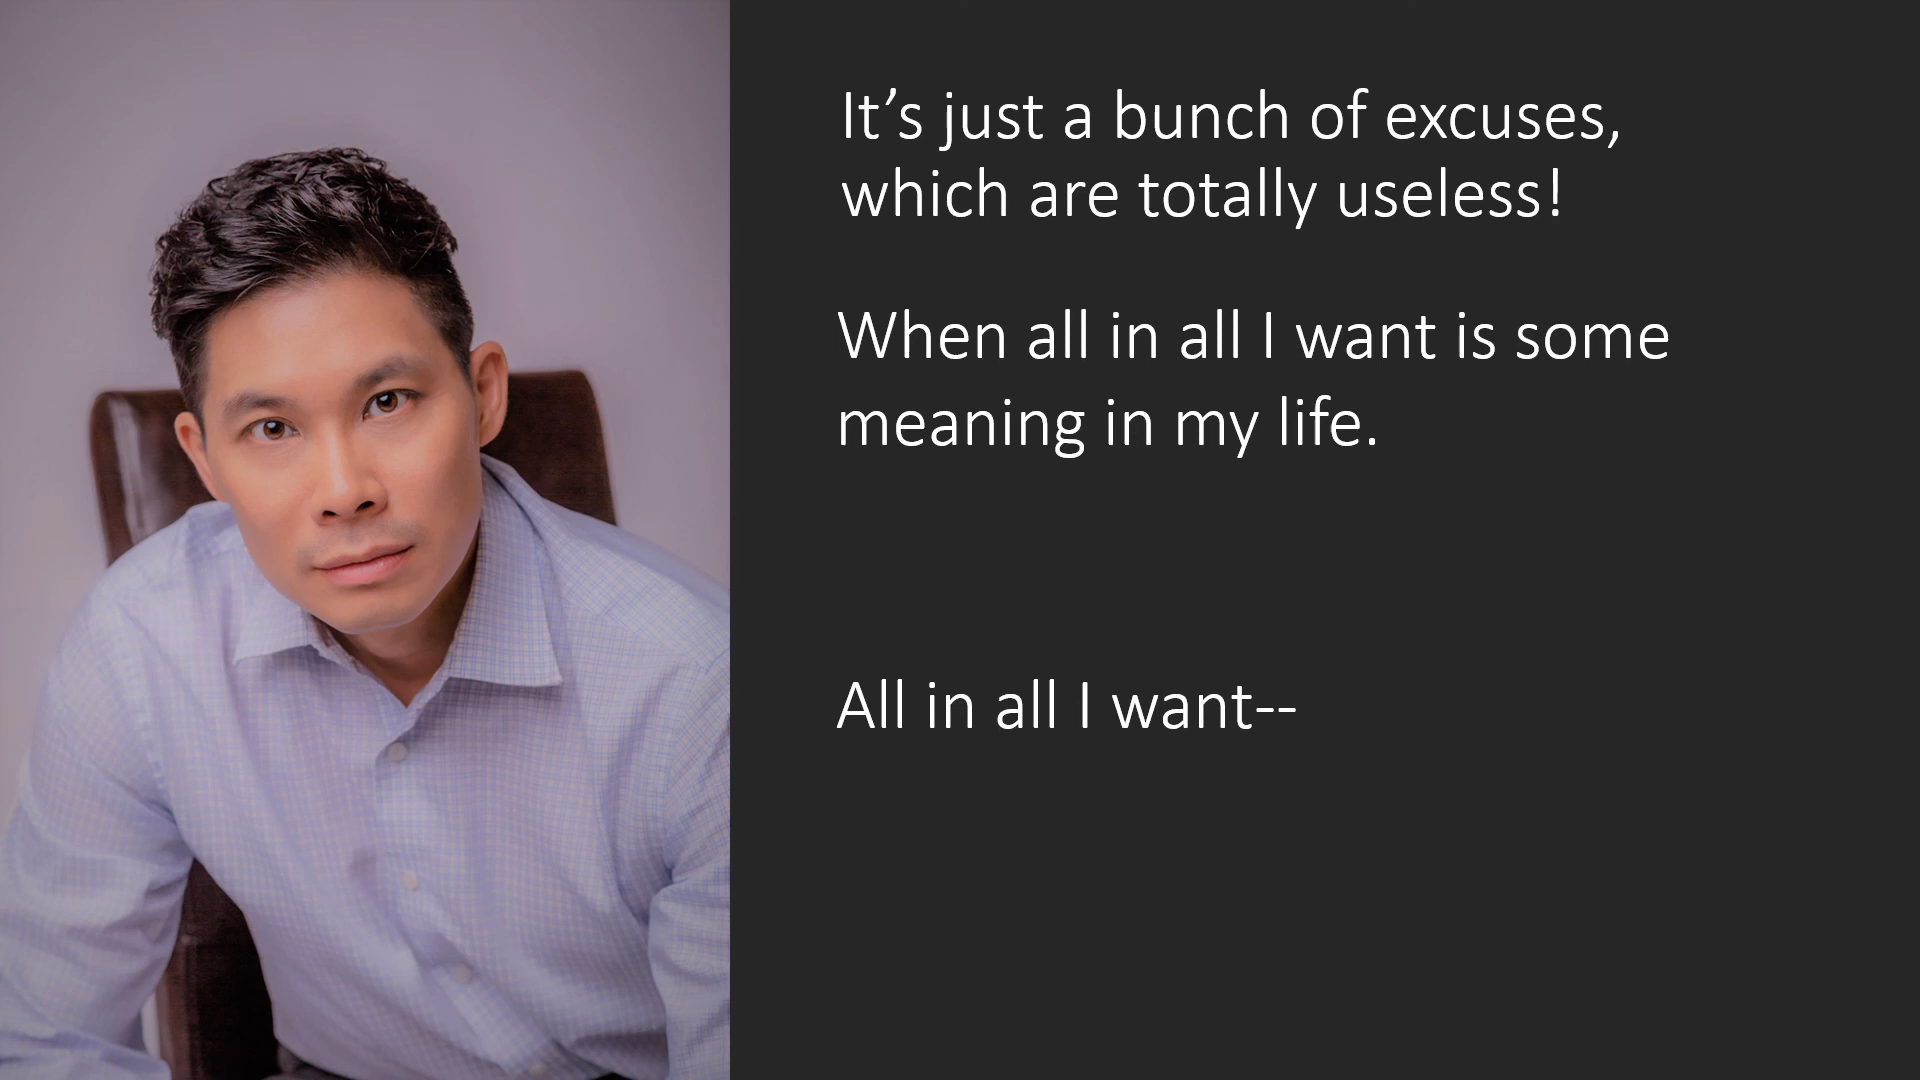 It’s just a bunch of excuses,
which are totally useless!
When all in all I want is some
meaning in my life.
All in all I want--